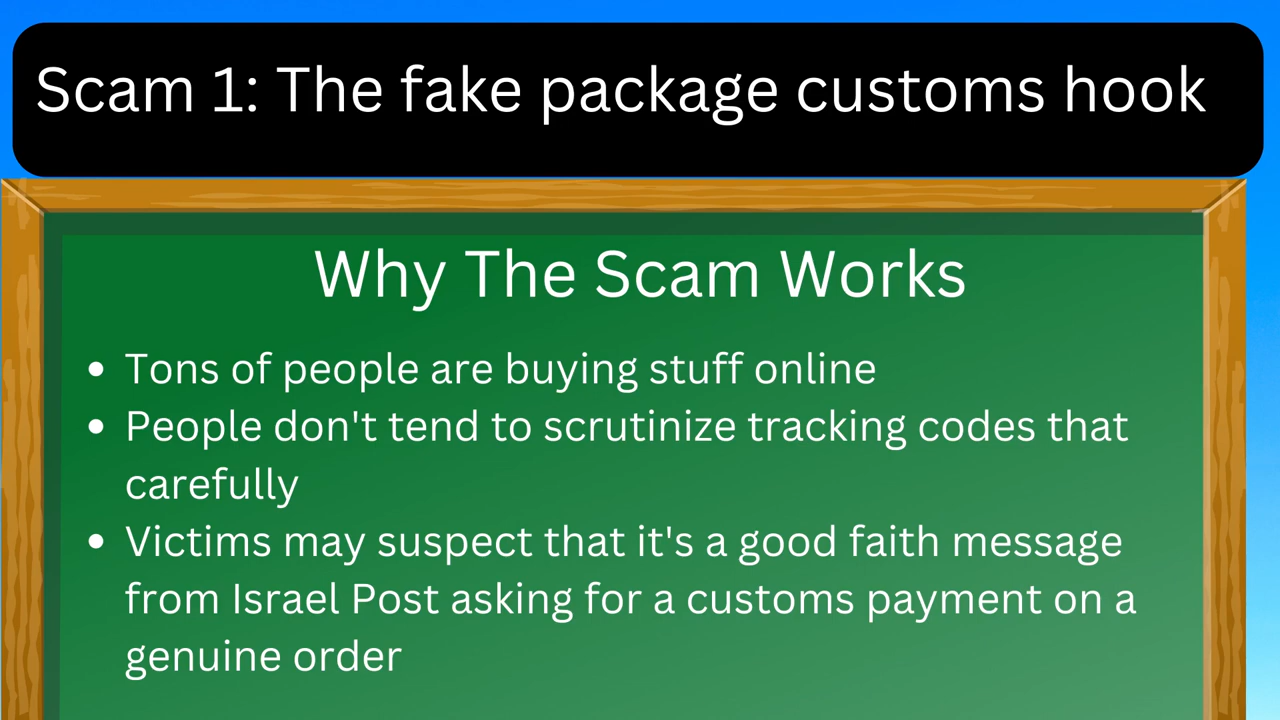 Scam 1: The fake package customs hook
Why The Scam Works
• Tons of people are buying stuff online
• People don't tend to scrutinize tracking codes that
carefully
• Victims may suspect that it's a good faith message
from Israel Post asking for a customs payment on a
genuine order